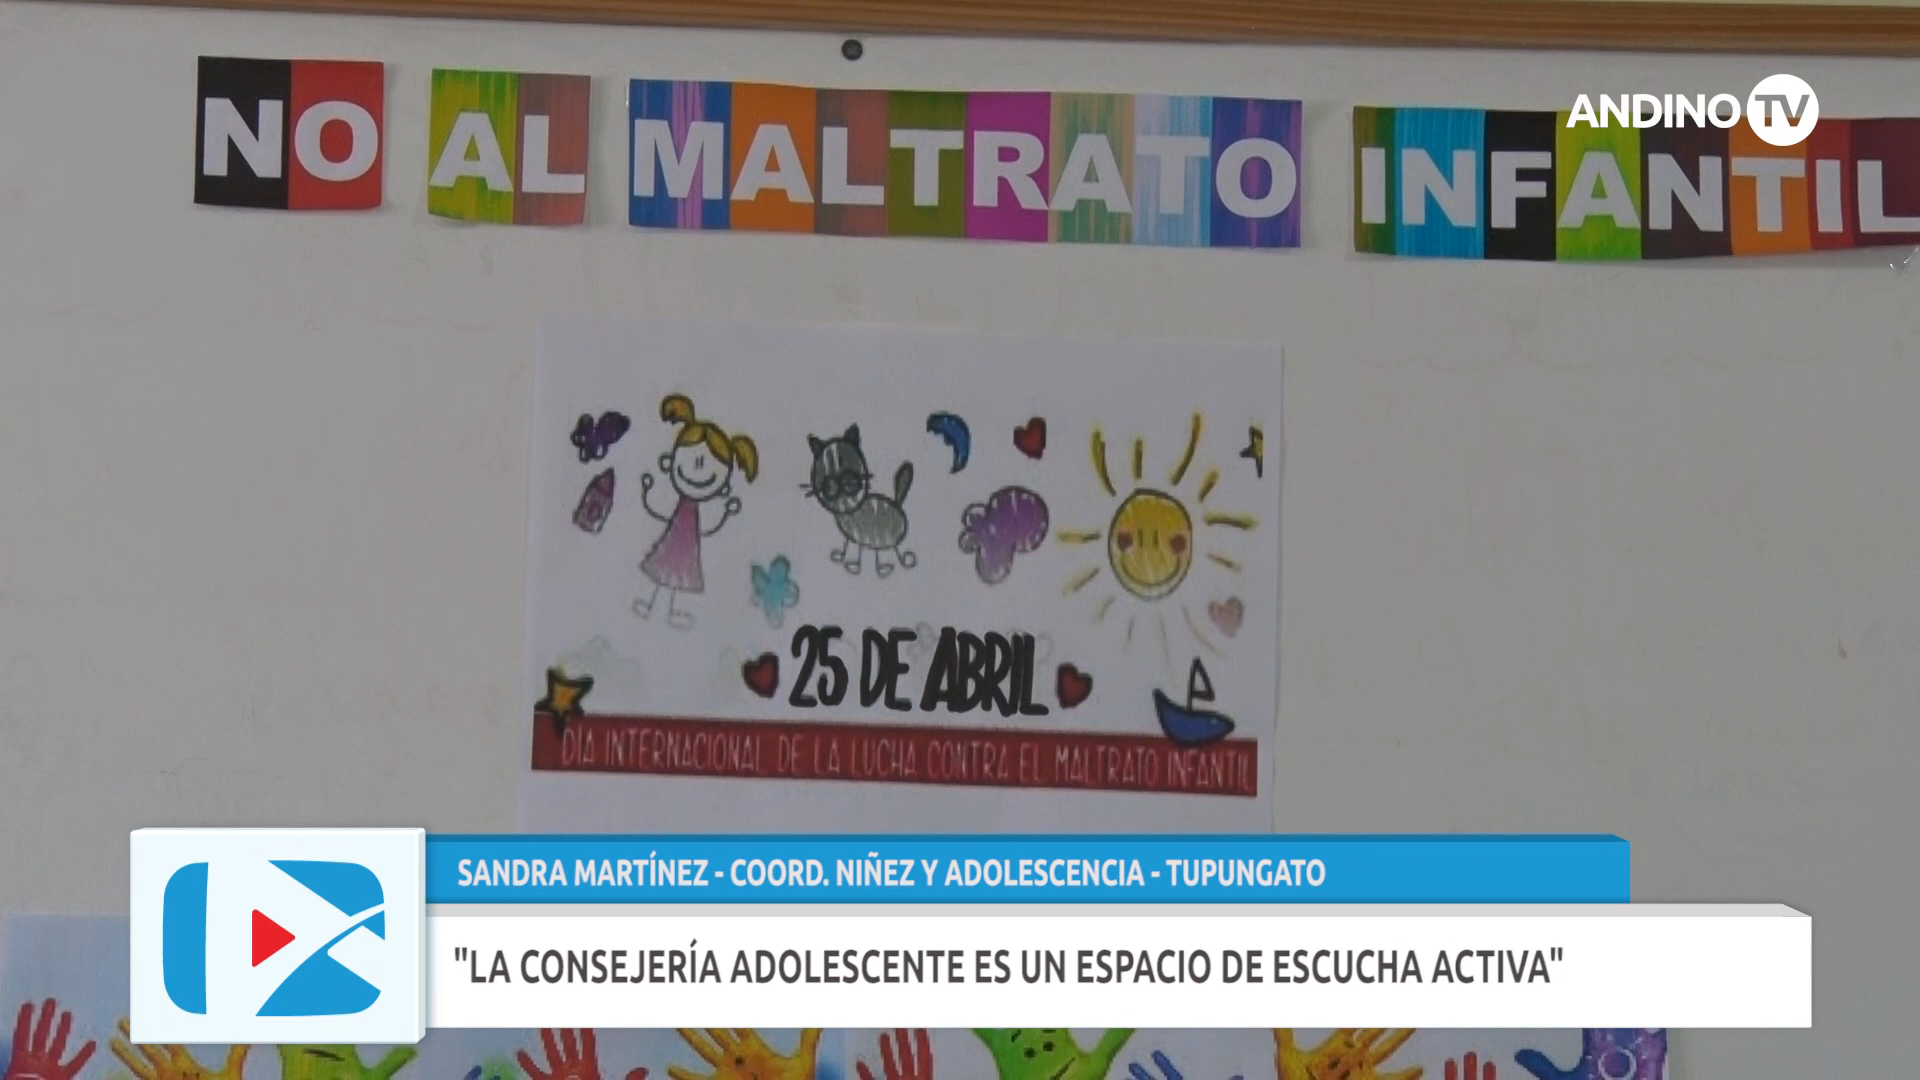 NO AL MALTRATO INFANTIL
ANDINO TV
25 DE ABRIL
DÍA INTERNACIONAL DE LA LUCHA CONTRA EL MALTRATO INFANTIL
SANDRA MARTÍNEZ - COORD. NIÑEZ Y ADOLESCENCIA - TUPUNGATO
"LA CONSEJERÍA ADOLESCENTE ES UN ESPACIO DE ESCUCHA ACTIVA"